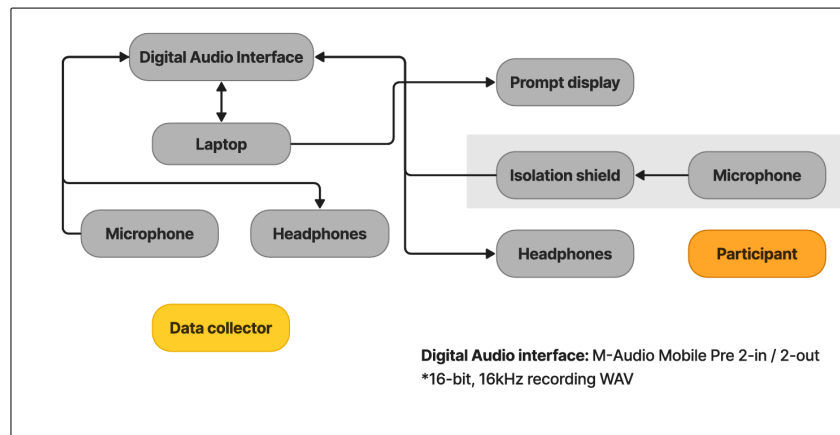 Digital Audio Interface
Prompt display
Laptop
Isolation shield
Microphone
Microphone
Headphones
Headphones
Participant
Data collector
Digital Audio interface: M-Audio Mobile Pre 2-in / 2-out
*16-bit, 16kHz recording WAV